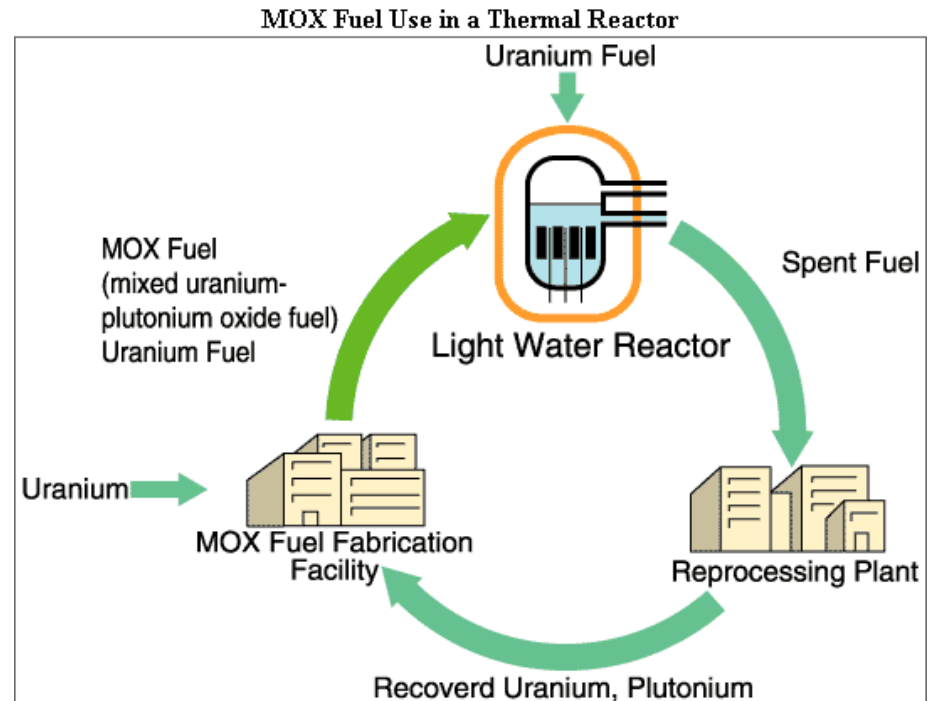 MOX Fuel Use in a Thermal Reactor
Uranium Fuel
MOX Fuel
(mixed uranium-
plutonium oxide fuel)
Uranium Fuel
Spent Fuel
Light Water Reactor
Uranium
MOX Fuel Fabrication
Facility
Reprocessing Plant
Recoverd Uranium, Plutonium